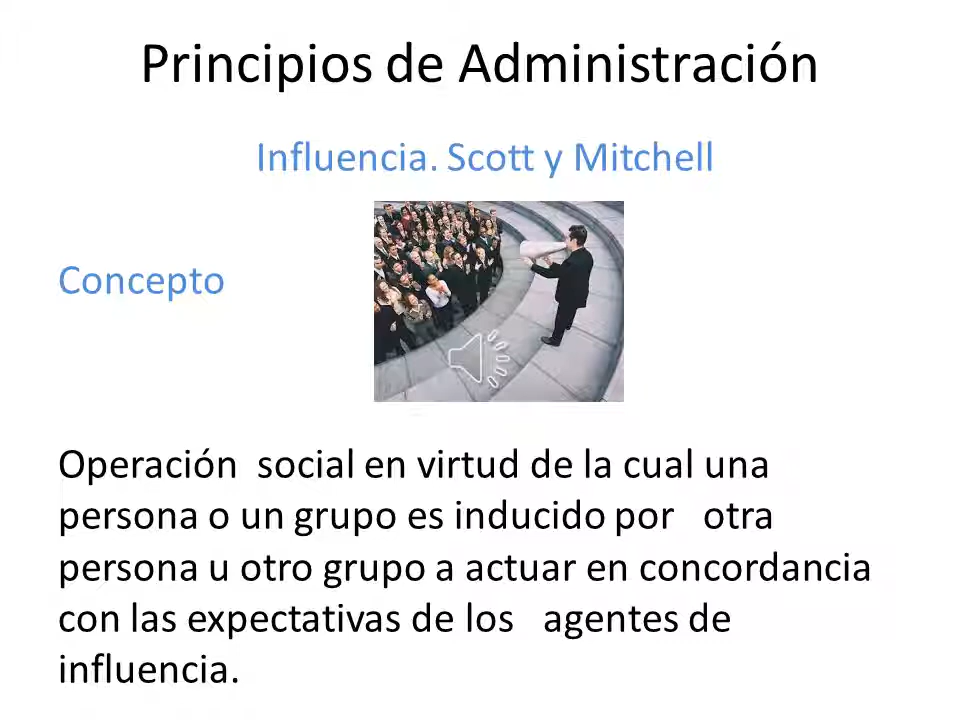 Principios de Administración
Influencia. Scott y Mitchell
Concepto
Operación  social en virtud de la cual una
persona o un grupo es inducido por   otra
persona u otro grupo a actuar en concordancia
con las expectativas de los   agentes de
influencia.